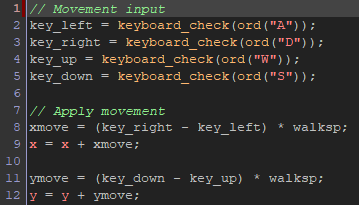 1 // Movement input
2 key_left = keyboard_check(ord("A"));
3 key_right = keyboard_check(ord("D"));
4 key_up = keyboard_check(ord("W"));
5 key_down = keyboard_check(ord("S"));
6
7 // Apply movement
8 xmove = (key_right - key_left) * walksp;
9 x = x + xmove;
10
11 ymove = (key_down - key_up) * walksp;
12 y = y + ymove;